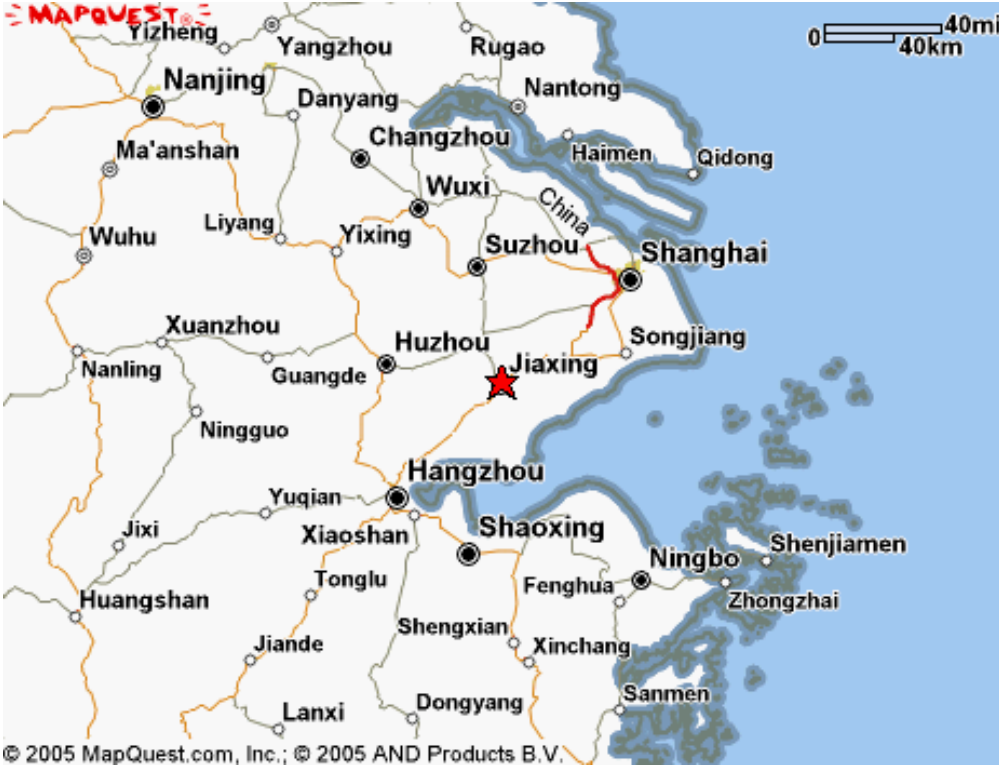 MAPQUEST®
0
40mi
40km
Yizheng
Yangzhou
Rugao
Nanjing
Danyang
Nantong
Changzhou
Haimen
Qidong
Ma'anshan
Wuxi
China
Liyang
Yixing
Wuhu
Suzhou
Shanghai
Xuanzhou
Huzhou
Songjiang
Nanling
Guangde
Jiaxing
Ningguo
Hangzhou
Yuqian
Xiaoshan
Shaoxing
Jixi
Ningbo
Shenjiamen
Tonglu
Fenghua
Zhongzhai
Huangshan
Shengxian
Xinchang
Jiande
Sanmen
Lanxi
Dongyang
© 2005 MapQuest.com, Inc.; © 2005 AND Products B.V.